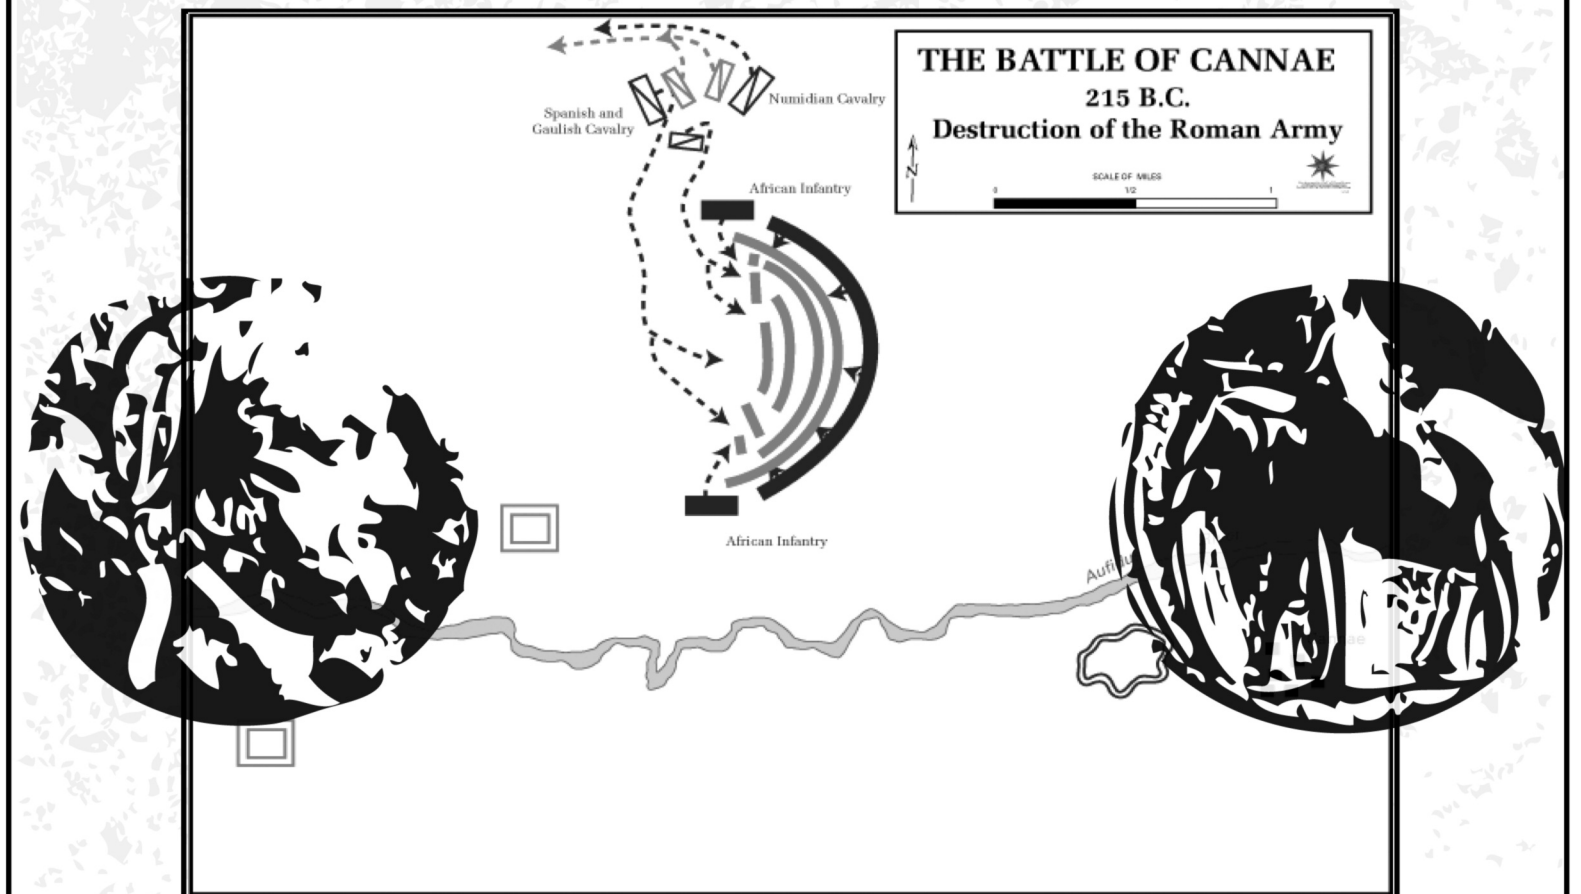 THE BATTLE OF CANNAE
215 B.C.
Destruction of the Roman Army
N
SCALE OF MILES
0 1/2 1
Spanish and
Gaulish Cavalry
Numidian Cavalry
African Infantry
African Infantry